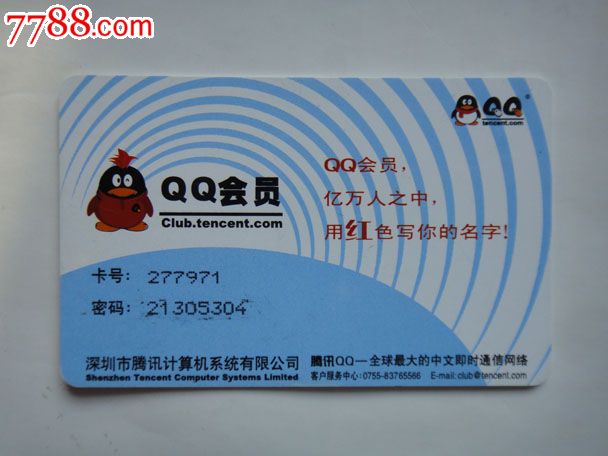 7788.com
QQ
tencent.com
QQ会员
Club.tencent.com
QQ会员，
亿万人之中，
用红色写你的名字！
卡号： 277971
密码： 21305304
深圳市腾讯计算机系统有限公司
Shenzhen Tencent Computer Systems Limited
腾讯QQ—全球最大的中文即时通信网络
客户服务中心：0755-83765566 E-mail:club@tencent.com